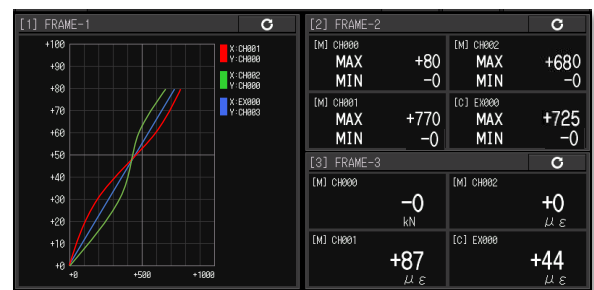 [1] FRAME-1
+100
+90
+80
+70
+60
+50
+40
+30
+20
+10
+0
+0 +500 +1000
X:CH001
Y:CH000
X:CH002
Y:CH000
X:EX000
Y:CH003
[2] FRAME-2
[M] CH000
MAX +80
MIN -0
[M] CH002
MAX +680
MIN -0
[M] CH001
MAX +770
MIN -0
[C] EX000
MAX +725
MIN -0
[3] FRAME-3
[M] CH000
-0
kN
[M] CH002
+0
με
[M] CH001
+87
με
[C] EX000
+44
με